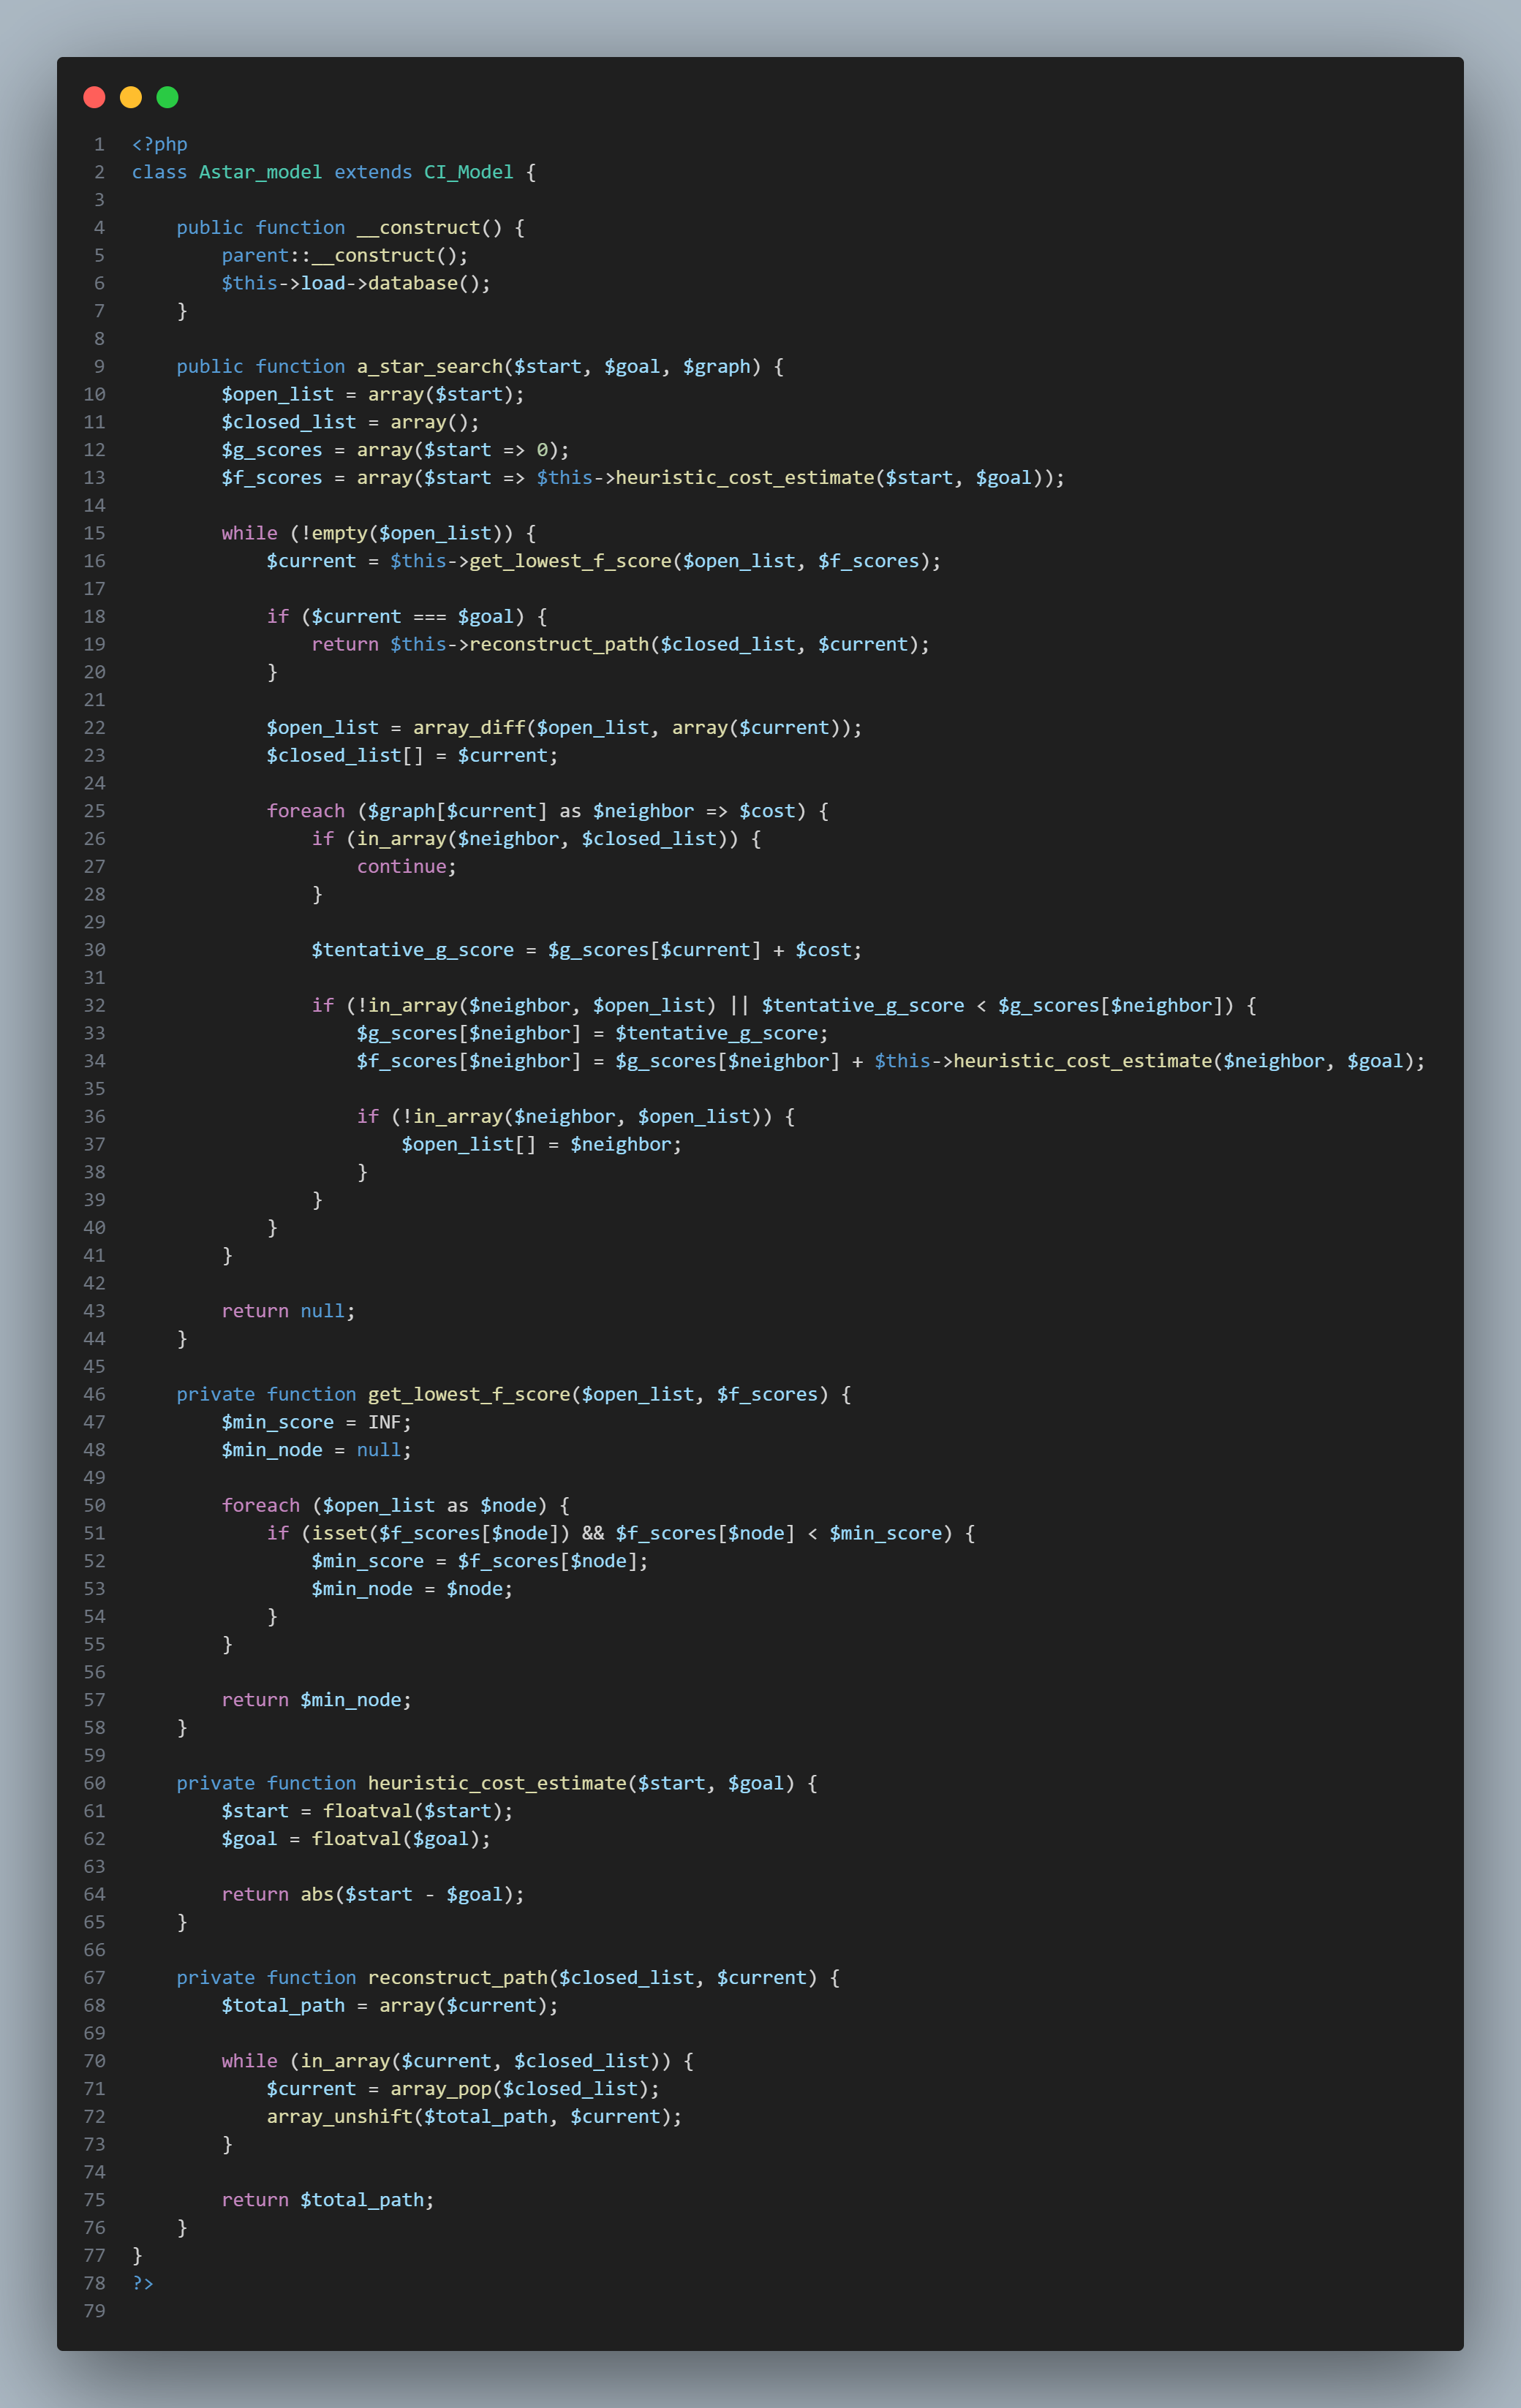 1 <?php
2 class Astar_model extends CI_Model {
3
4     public function __construct() {
5         parent::__construct();
6         $this->load->database();
7     }
8
9     public function a_star_search($start, $goal, $graph) {
10         $open_list = array($start);
11         $closed_list = array();
12         $g_scores = array($start => 0);
13         $f_scores = array($start => $this->heuristic_cost_estimate($start, $goal));
14
15         while (!empty($open_list)) {
16             $current = $this->get_lowest_f_score($open_list, $f_scores);
17
18             if ($current === $goal) {
19                 return $this->reconstruct_path($closed_list, $current);
20             }
21
22             $open_list = array_diff($open_list, array($current));
23             $closed_list[] = $current;
24
25             foreach ($graph[$current] as $neighbor => $cost) {
26                 if (in_array($neighbor, $closed_list)) {
27                     continue;
28                 }
29
30                 $tentative_g_score = $g_scores[$current] + $cost;
31
32                 if (!in_array($neighbor, $open_list) || $tentative_g_score < $g_scores[$neighbor]) {
33                     $g_scores[$neighbor] = $tentative_g_score;
34                     $f_scores[$neighbor] = $g_scores[$neighbor] + $this->heuristic_cost_estimate($neighbor, $goal);
35
36                     if (!in_array($neighbor, $open_list)) {
37                         $open_list[] = $neighbor;
38                     }
39                 }
40             }
41         }
42
43         return null;
44     }
45
46     private function get_lowest_f_score($open_list, $f_scores) {
47         $min_score = INF;
48         $min_node = null;
49
50         foreach ($open_list as $node) {
51             if (isset($f_scores[$node]) && $f_scores[$node] < $min_score) {
52                 $min_score = $f_scores[$node];
53                 $min_node = $node;
54             }
55         }
56
57         return $min_node;
58     }
59
60     private function heuristic_cost_estimate($start, $goal) {
61         $start = floatval($start);
62         $goal = floatval($goal);
63
64         return abs($start - $goal);
65     }
66
67     private function reconstruct_path($closed_list, $current) {
68         $total_path = array($current);
69
70         while (in_array($current, $closed_list)) {
71             $current = array_pop($closed_list);
72             array_unshift($total_path, $current);
73         }
74
75         return $total_path;
76     }
77 }
78 ?>
79